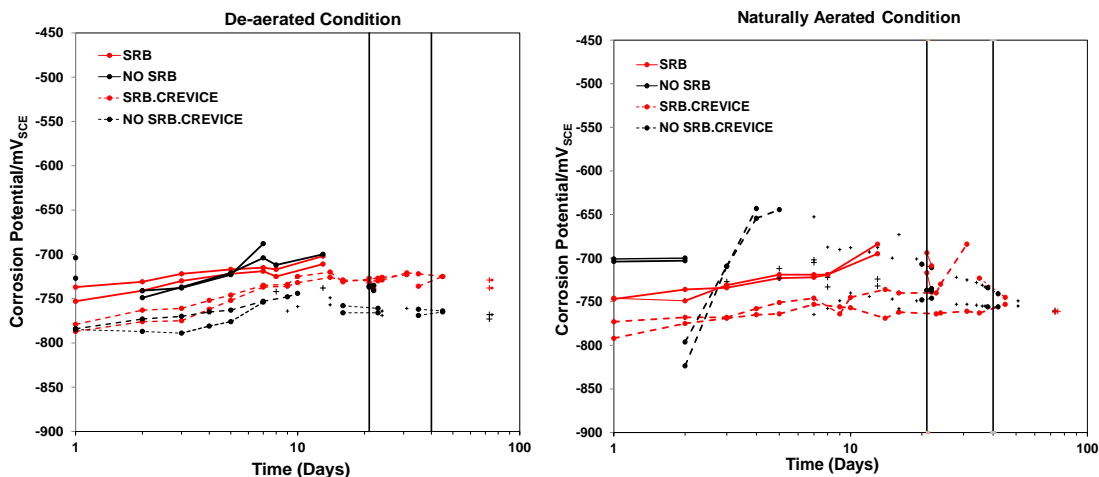 De-aerated Condition
-450
-500
-550
-600
-650
-700
-750
-800
-850
-900
Corrosion Potential/mVSCE
SRB
NO SRB
SRB.CREVICE
NO SRB.CREVICE
1
10
100
Time (Days)
Naturally Aerated Condition
-450
-500
-550
-600
-650
-700
-750
-800
-850
-900
Corrosion Potential/mVSCE
SRB
NO SRB
SRB.CREVICE
NO SRB.CREVICE
1
10
100
Time (Days)